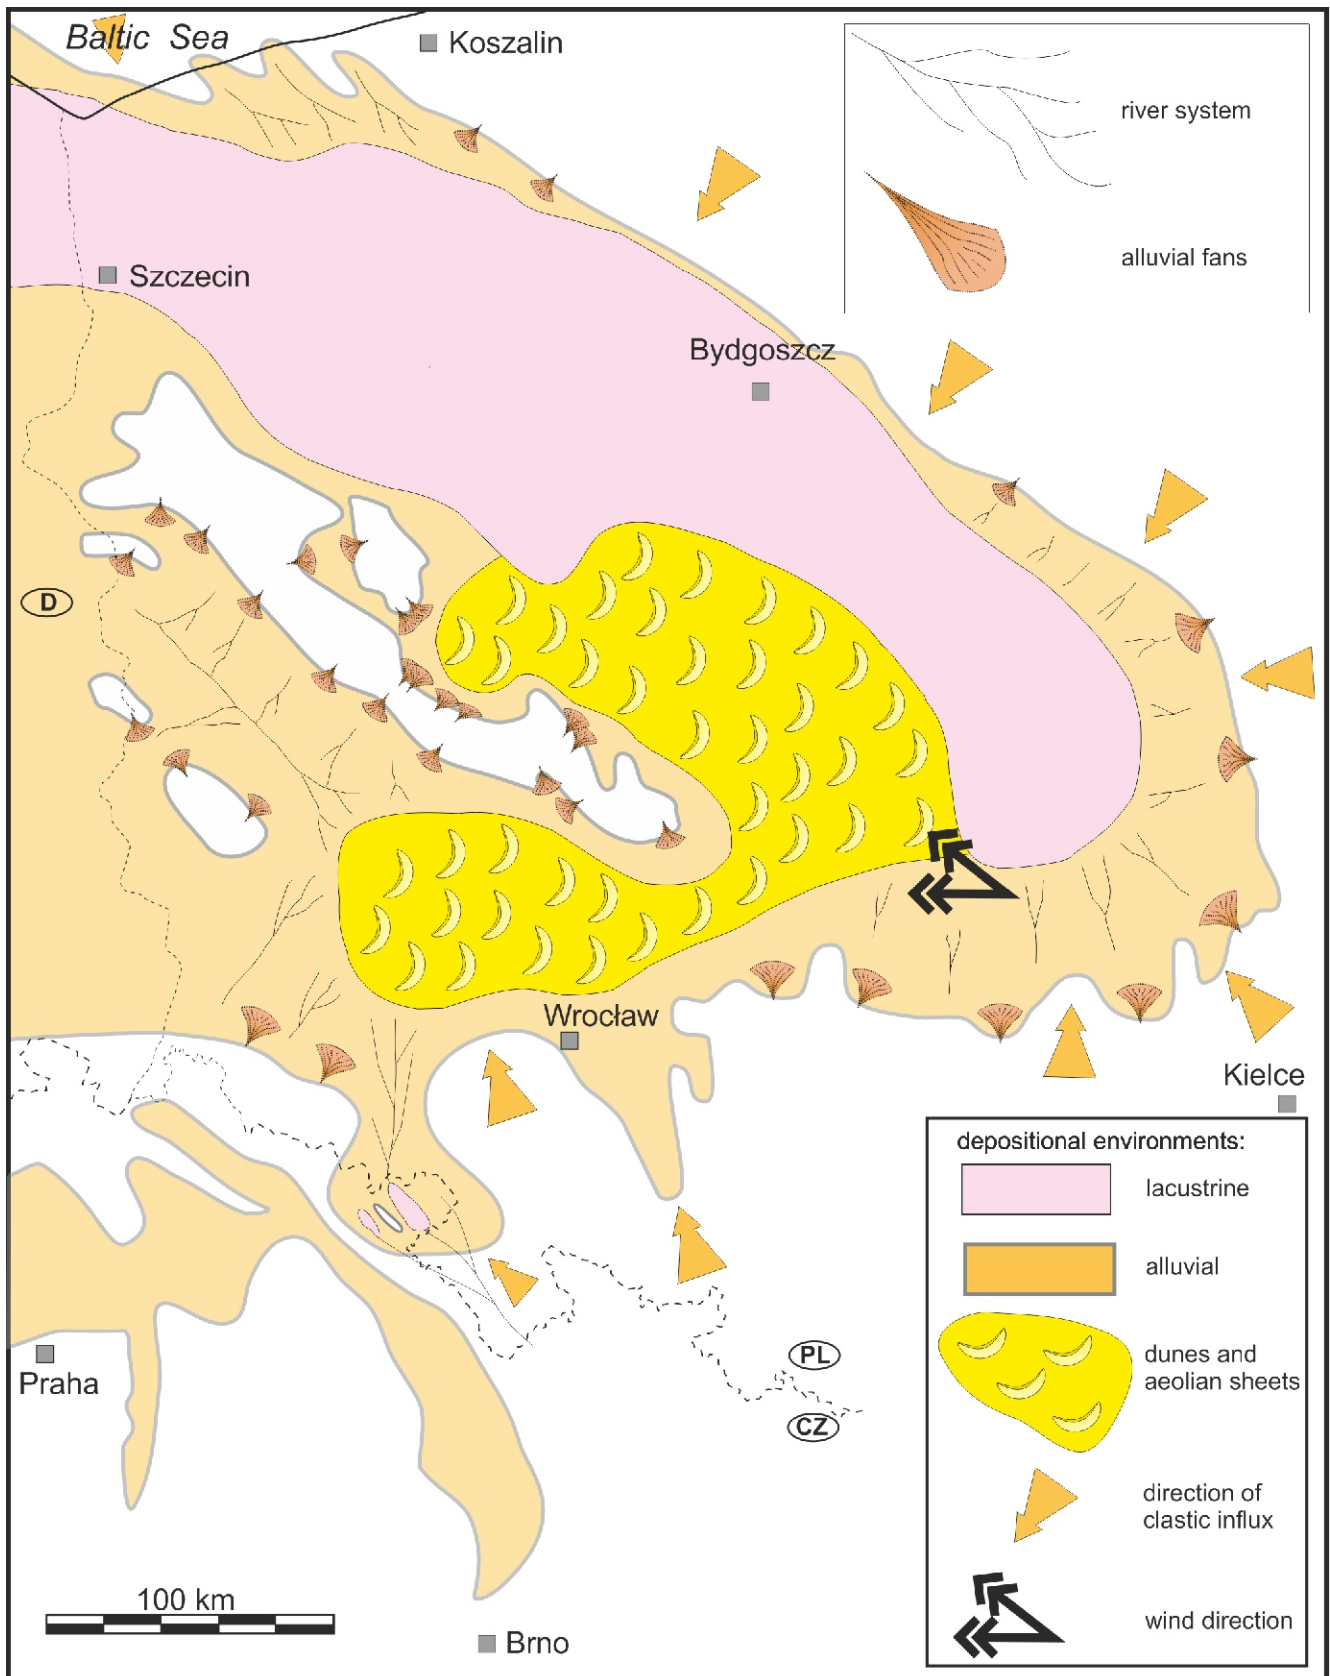 Baltic Sea
Koszalin
river system
alluvial fans
Szczecin
Bydgoszcz
D
Wrocław
Kielce
depositional environments:
lacustrine
alluvial
dunes and
aeolian sheets
direction of
clastic influx
wind direction
PL
CZ
Praha
100 km
Brno